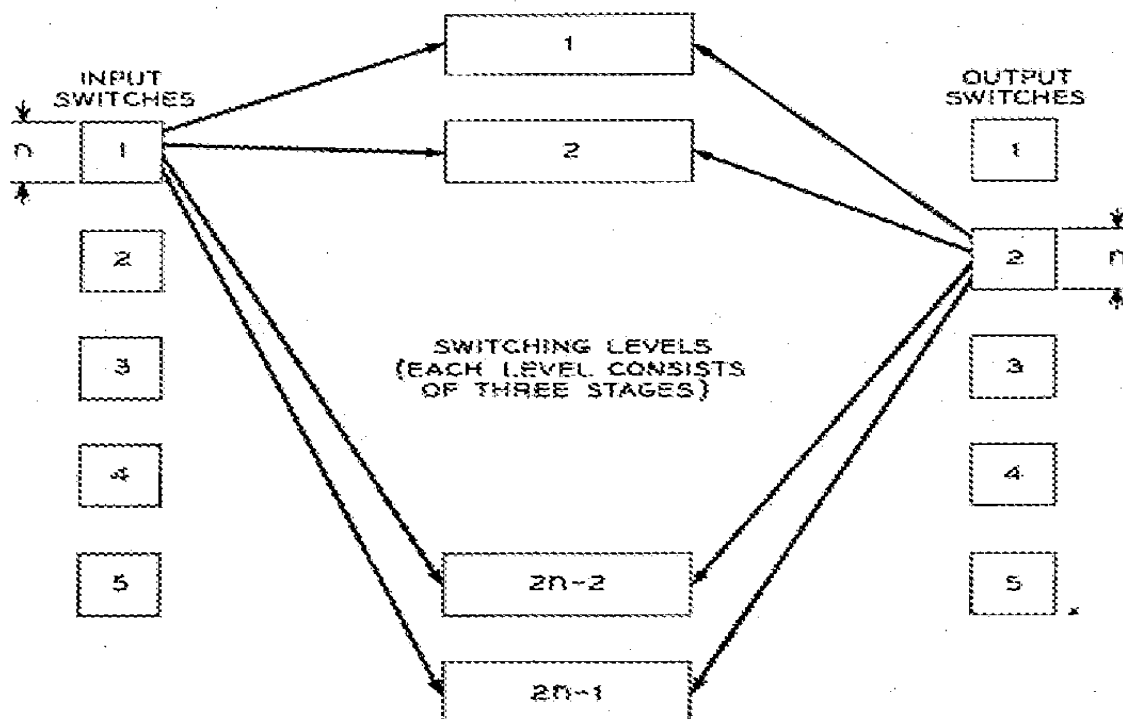 1
INPUT
SWITCHES
OUTPUT
SWITCHES
n
1
2
1
2
2
n
3
SWITCHING LEVELS
(EACH LEVEL CONSISTS
OF THREE STAGES)
3
4
4
5
2n-2
5
2n-1